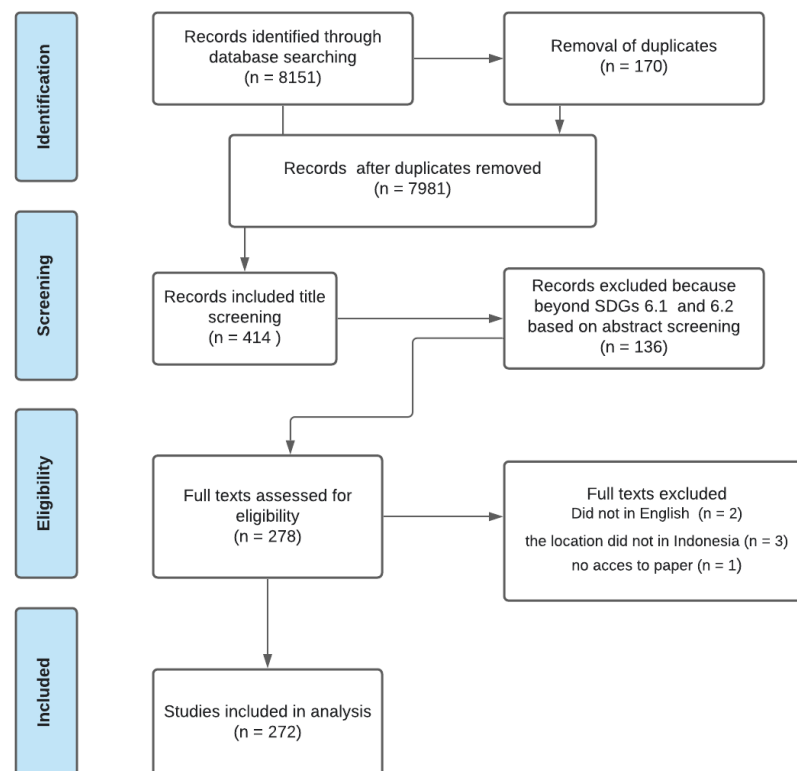 Identification
Records identified through
database searching
(n = 8151)
Removal of duplicates
(n = 170)
Records after duplicates removed
(n = 7981)
Screening
Records included title
screening
(n = 414 )
Records excluded because
beyond SDGs 6.1 and 6.2
based on abstract screening
(n = 136)
Eligibility
Full texts assessed for
eligibility
(n = 278)
Full texts excluded
Did not in English (n = 2)
the location did not in Indonesia (n = 3)
no acces to paper (n = 1)
Included
Studies included in analysis
(n = 272)